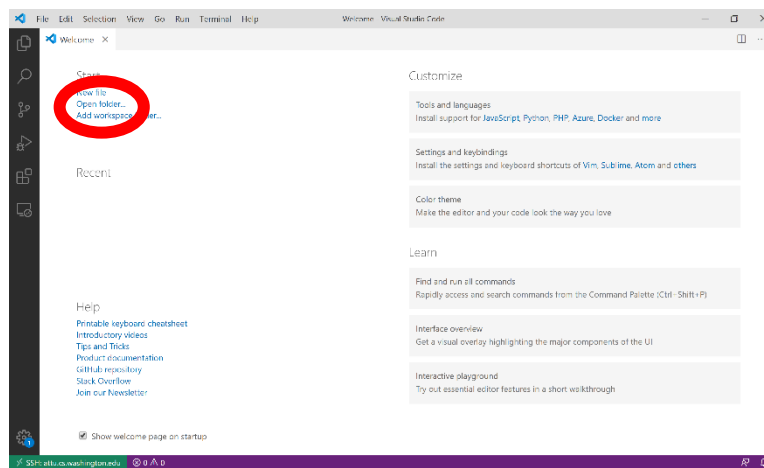 File Edit Selection View Go Run Terminal Help Welcome Visual Studio Code
Welcome
Start
New file
Open folder...
Add workspace
Recent
Help
Printable keyboard cheatsheet
Introductory videos
Tips and Tricks
Product documentation
GitHub repository
Stack Overflow
Join our Newsletter
Show welcome page on startup
Customize
Tools and languages
Install support for JavaScript, Python, PHP, Azure, Docker and more
Settings and keybindings
Install the settings and keyboard shortcuts of Vim, Sublime, Atom and others
Color theme
Make the editor and your code look the way you love
Learn
Find and run all commands
Rapidly access and search commands from the Command Palette (Ctrl+Shift+P)
Interface overview
Get a visual overlay highlighting the major components of the UI
Interactive playground
Try out essential editor features in a short walkthrough
1
SSH: attu.cs.washington.edu 0 0